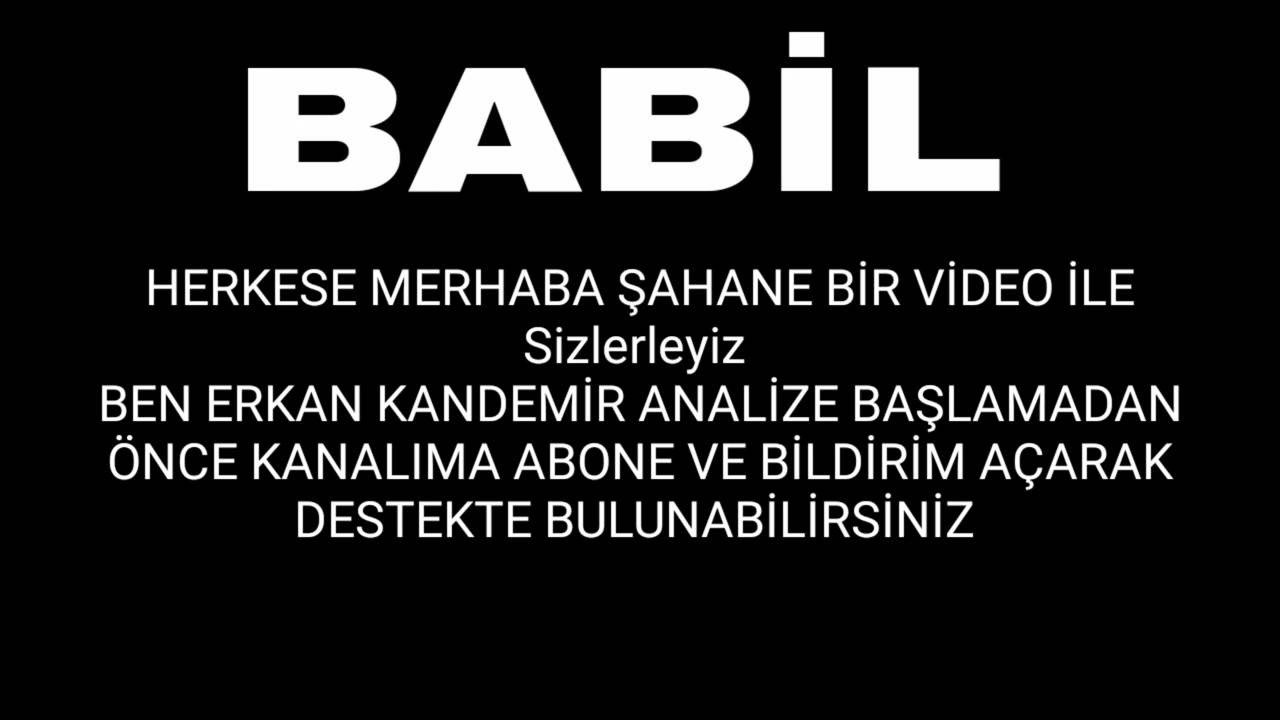 BABİL
HERKESE MERHABA ŞAHANE BİR VİDEO İLE
Sizlerleyiz
BEN ERKAN KANDEMİR ANALİZE BAŞLAMADAN
ÖNCE KANALIMA ABONE VE BİLDİRİM AÇARAK
DESTEKTE BULUNABİLİRSİNİZ